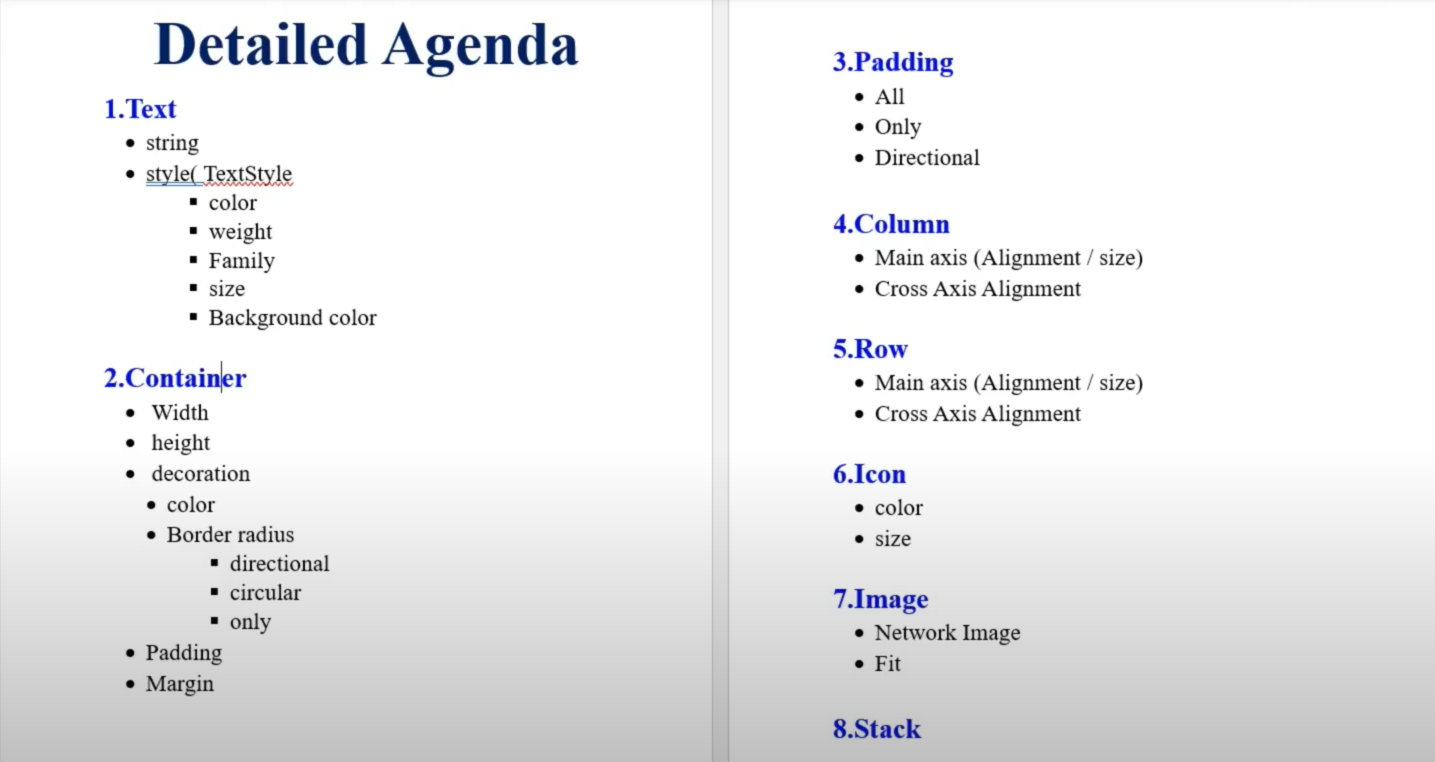 Detailed Agenda
1.Text
• string
• style( TextStyle
▪ color
▪ weight
▪ Family
▪ size
▪ Background color
2.Container
• Width
• height
• decoration
• color
• Border radius
▪ directional
▪ circular
▪ only
• Padding
• Margin
3.Padding
• All
• Only
• Directional
4.Column
• Main axis (Alignment / size)
• Cross Axis Alignment
5.Row
• Main axis (Alignment / size)
• Cross Axis Alignment
6.Icon
• color
• size
7.Image
• Network Image
• Fit
8.Stack